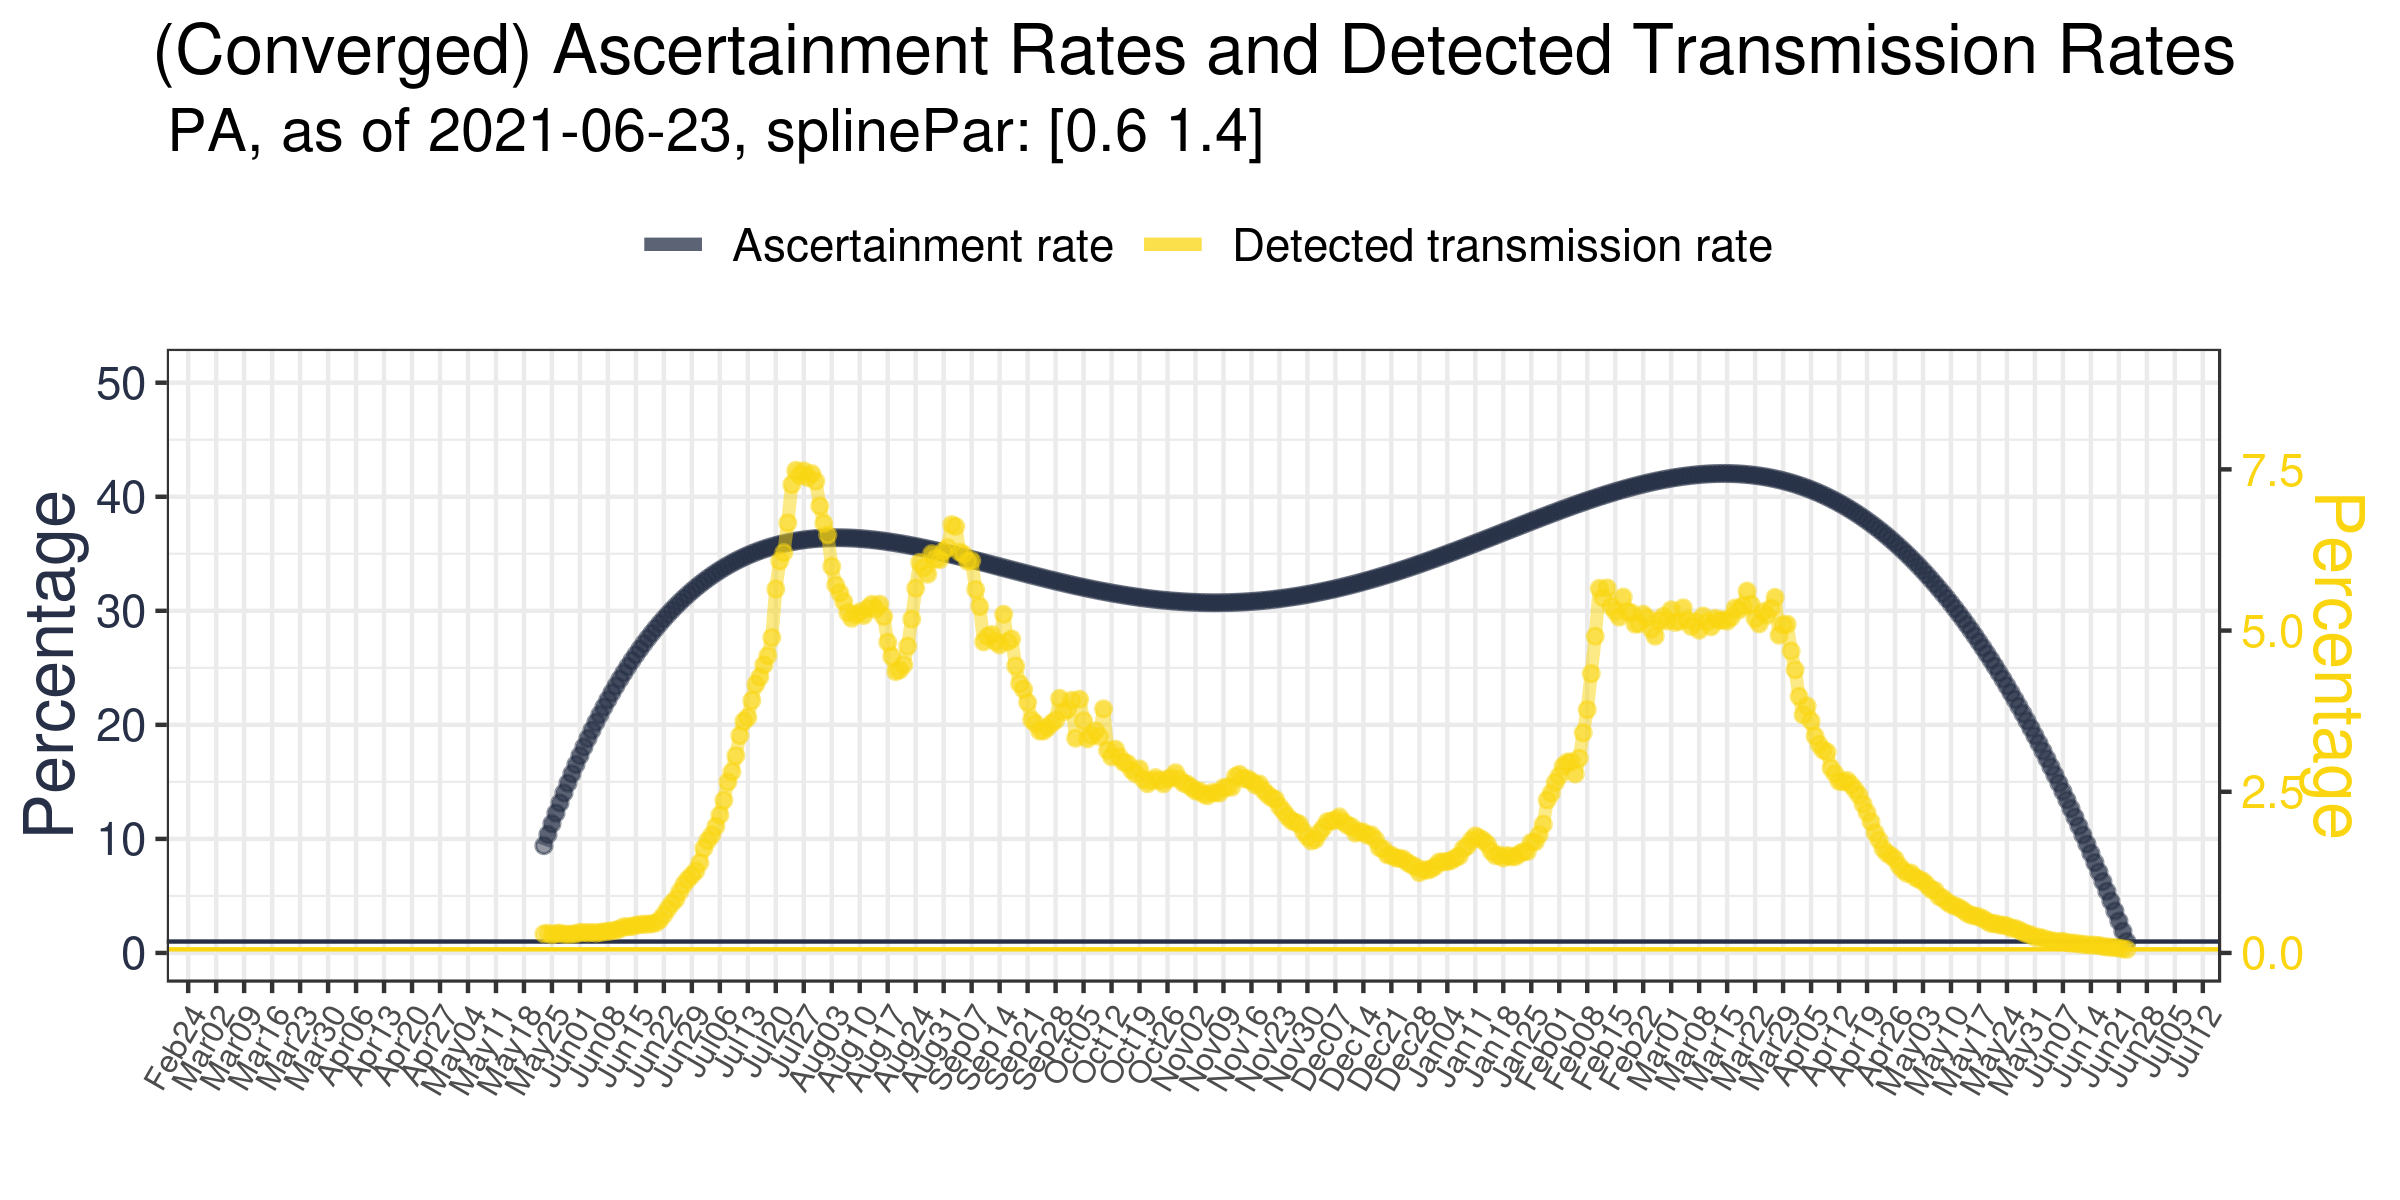 (Converged) Ascertainment Rates and Detected Transmission Rates
PA, as of 2021-06-23, splinePar: [0.6 1.4]
Ascertainment rate
Detected transmission rate
Percentage
50
40
30
20
10
0
7.5
5.0
2.5
0.0
Percentage
Feb24
Mar02
Mar09
Mar16
Mar23
Mar30
Apr06
Apr13
Apr20
Apr27
May04
May11
May18
May25
Jun01
Jun08
Jun15
Jun22
Jun29
Jul06
Jul13
Jul20
Jul27
Aug03
Aug10
Aug17
Aug24
Aug31
Sep07
Sep14
Sep21
Sep28
Oct05
Oct12
Oct19
Oct26
Nov02
Nov09
Nov16
Nov23
Nov30
Dec07
Dec14
Dec21
Dec28
Jan04
Jan11
Jan18
Jan25
Feb01
Feb08
Feb15
Feb22
Mar01
Mar08
Mar15
Mar22
Mar29
Apr05
Apr12
Apr19
Apr26
May03
May10
May17
May24
May31
Jun07
Jun14
Jun21
Jun28
Jul05
Jul12